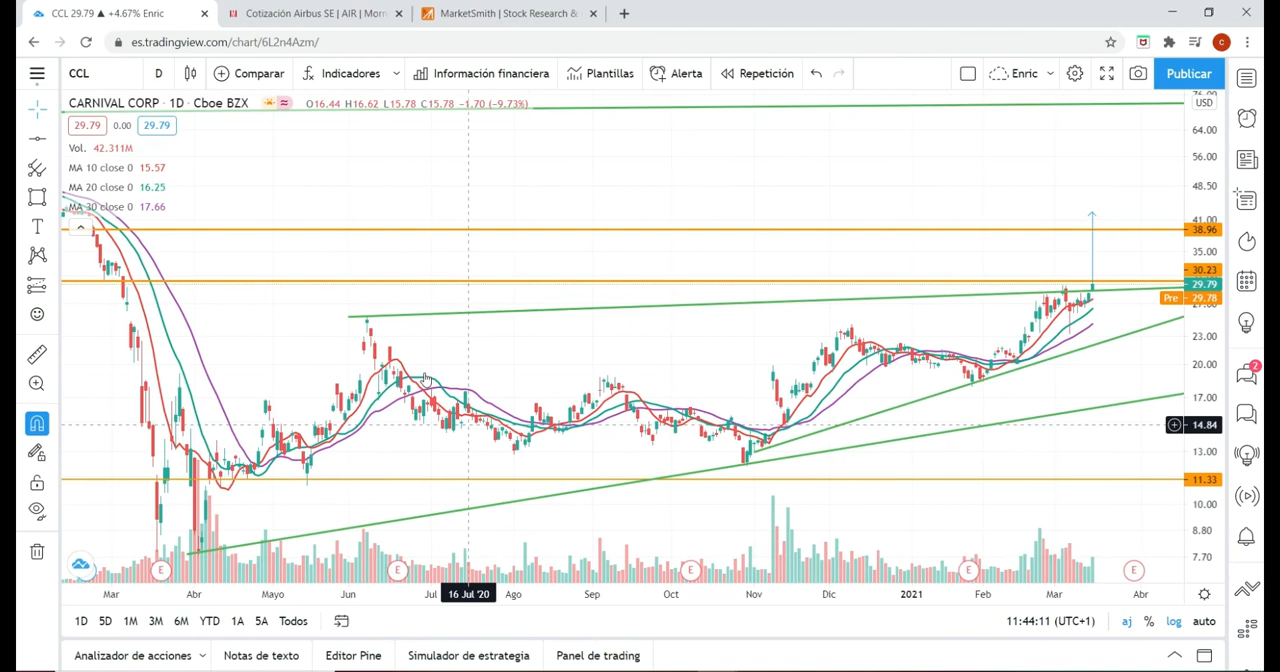 CCL 29.79 ▲ +4.67% Enric
Cotización Airbus SE | AIR | Morn
MarketSmith | Stock Research &
es.tradingview.com/chart/6L2n4Azm/
CCL D Comparar Indicadores Información financiera Plantillas Alerta Repetición Enric Publicar
CARNIVAL CORP · 1D · Cboe BZX O16.44 H16.62 L15.78 C15.78 −1.70 (−9.73%)
USD
29.79 0.00 29.79
Vol. 42.311M
MA 10 close 0 15.57
MA 20 close 0 16.25
MA 30 close 0 17.66
64.00
56.00
48.50
41.00
38.96
35.00
30.23
29.79
Pre 29.78
23.00
20.00
17.00
14.84
13.00
11.33
10.00
8.80
7.70
E E E E E
2
Mar Abr Mayo Jun Jul 16 Jul '20 Ago Sep Oct Nov Dic 2021 Feb Mar Abr
1D 5D 1M 3M 6M YTD 1A 5A Todos 11:44:11 (UTC+1) aj % log auto
Analizador de acciones Notas de texto Editor Pine Simulador de estrategia Panel de trading